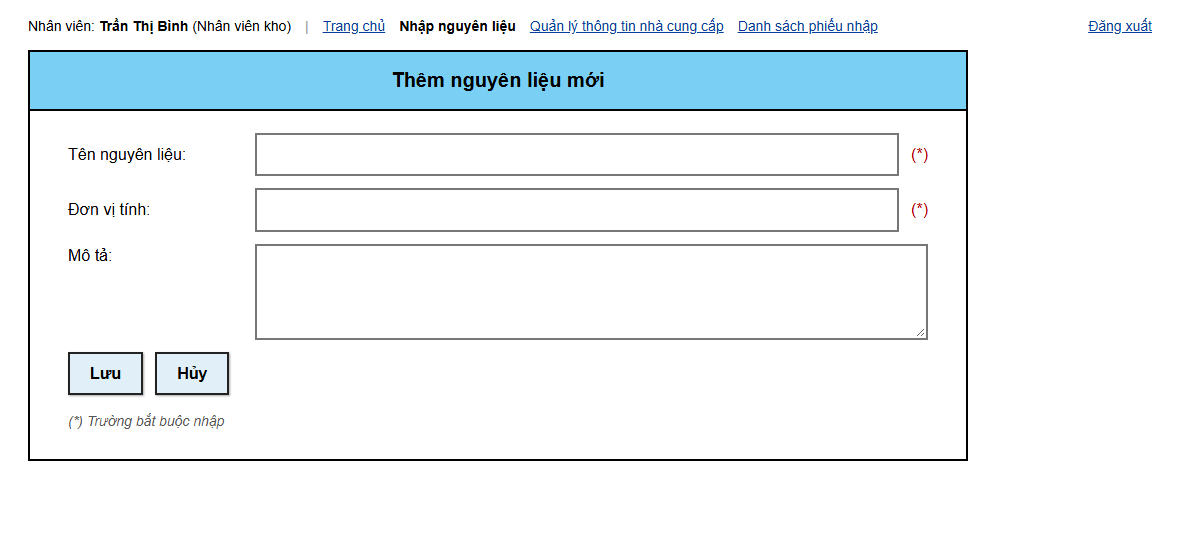 Nhân viên: Trần Thị Bình (Nhân viên kho) | Trang chủ Nhập nguyên liệu Quản lý thông tin nhà cung cấp Danh sách phiếu nhập Đăng xuất
Thêm nguyên liệu mới
Tên nguyên liệu: (*)
Đơn vị tính: (*)
Mô tả:
Lưu Hủy
(*) Trường bắt buộc nhập